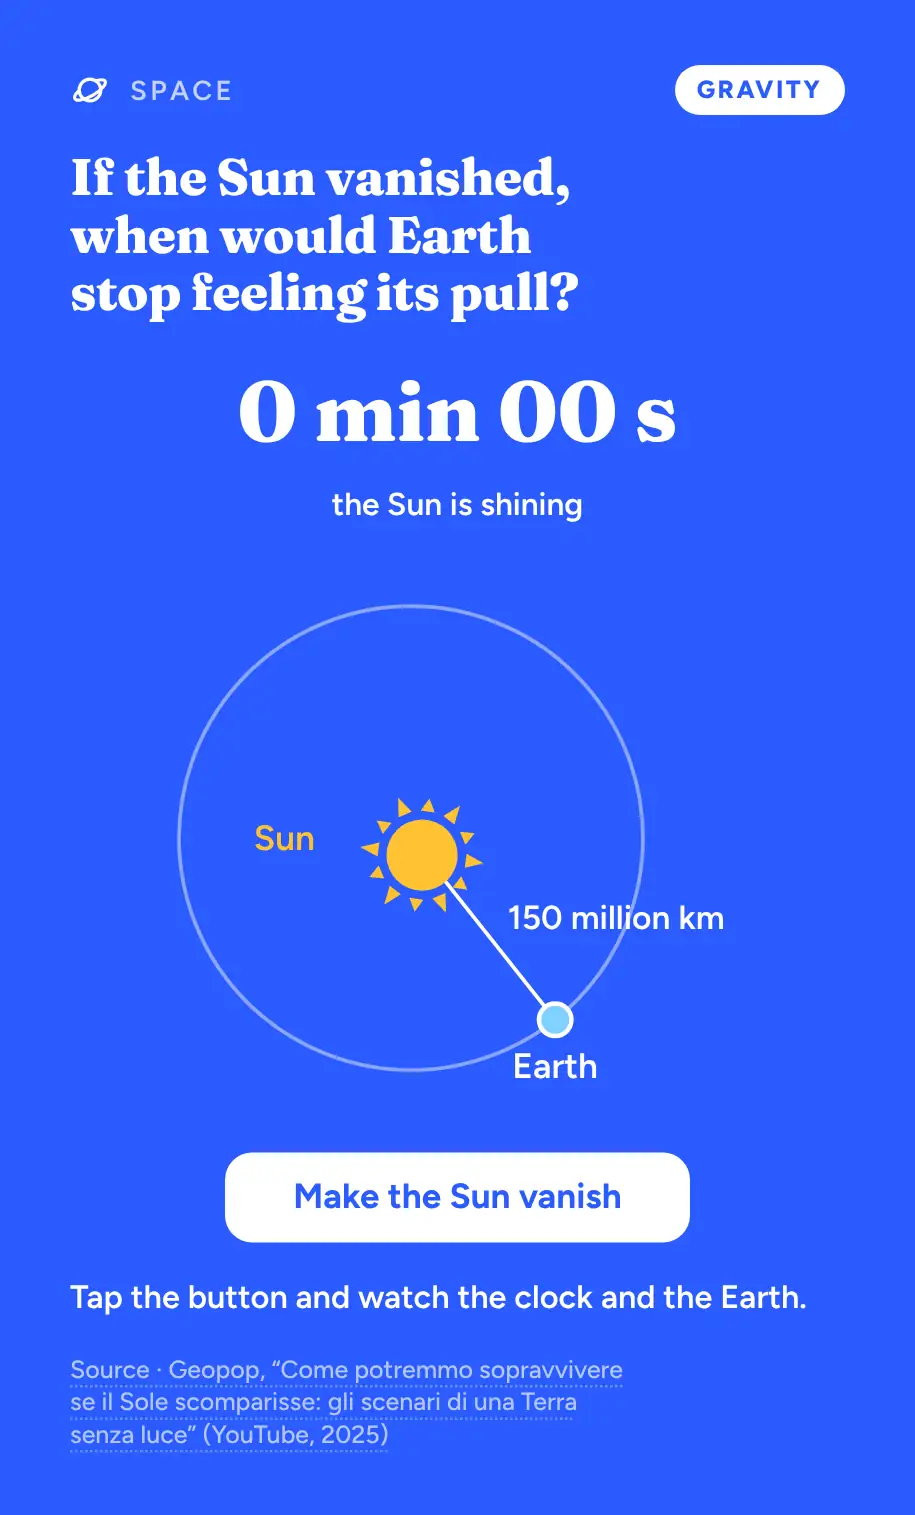 SPACE
GRAVITY
If the Sun vanished,
when would Earth
stop feeling its pull?
0 min 00 s
the Sun is shining
Sun
150 million km
Earth
Make the Sun vanish
Tap the button and watch the clock and the Earth.
Source · Geopop, “Come potremmo sopravvivere
se il Sole scomparisse: gli scenari di una Terra
senza luce” (YouTube, 2025)